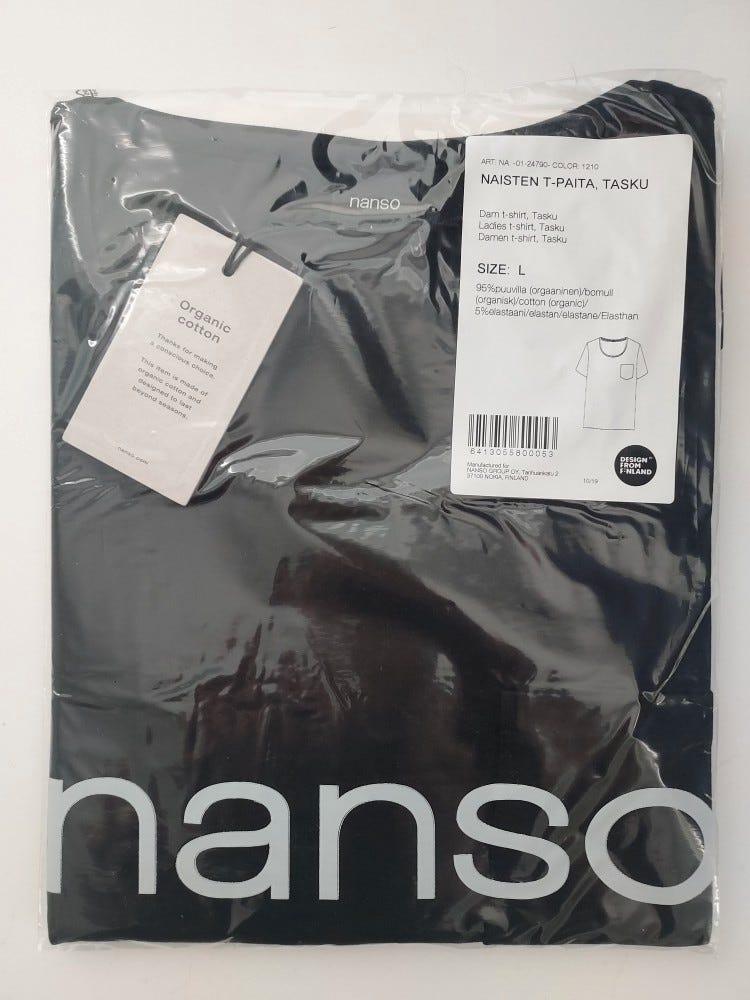 nanso
ART: NA. -01-24790- COLOR: 1210
NAISTEN T-PAITA, TASKU
Dam t-shirt, Tasku
Ladies t-shirt, Tasku
Damen t-shirt, Tasku
SIZE: L
95%puuvilla (orgaaninen)/bomull
(organisk)/cotton (organic)/
5%elastaani/elastan/elastane/Elasthan
6413055800053
Manufactured for
NANSO GROUP OY, Tanhuankatu 2
37100 NOKIA, FINLAND
10/19
DESIGN
FROM
FINLAND
Organic
cotton
Thanks for making
a conscious choice.
This item is made of
organic cotton and
designed to last
beyond seasons.
nanso.com
nanso